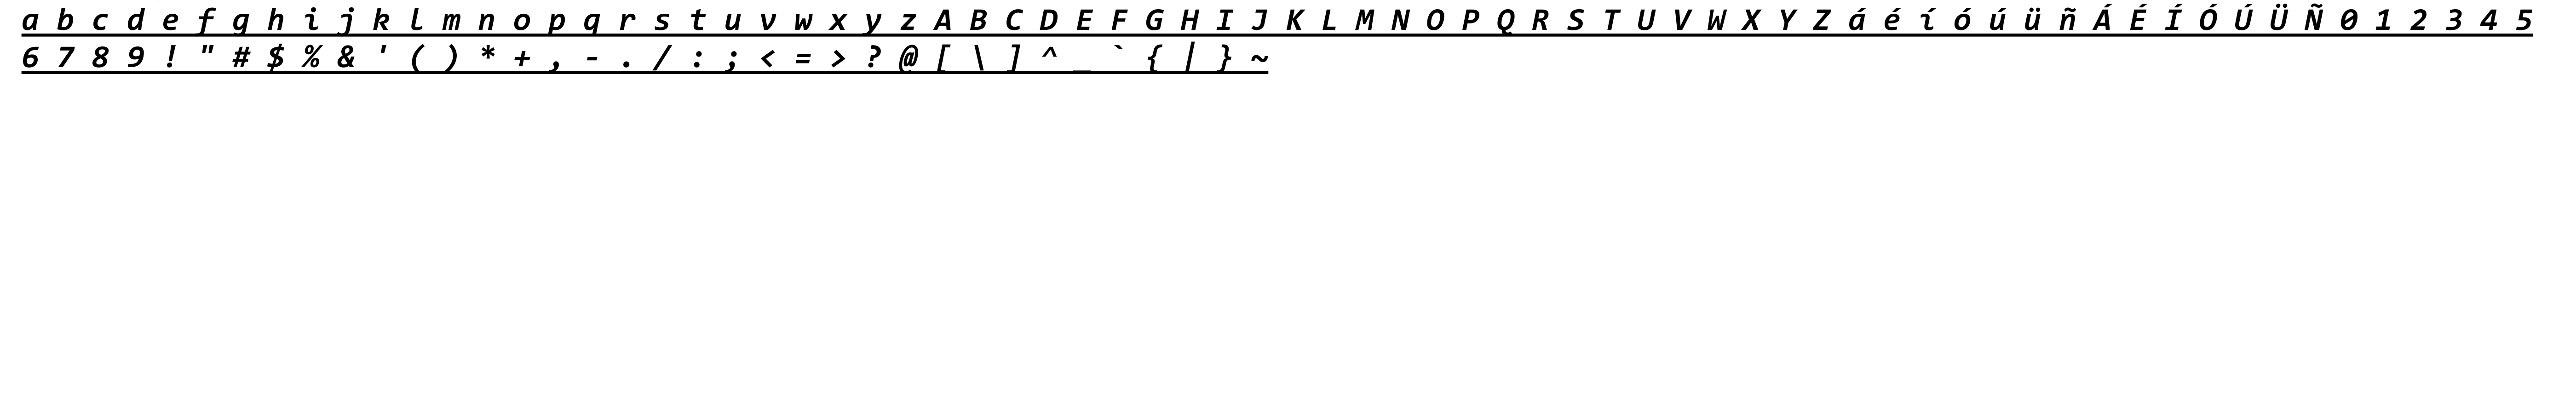 a b c d e f g h i j k l m n o p q r s t u v w x y z A B C D E F G H I J K L M N O P Q R S T U V W X Y Z á é í ó ú ü ñ Á É Í Ó Ú Ü Ñ 0 1 2 3 4 5
6 7 8 9 ! " # $ % & ' ( ) * + , - . / : ; < = > ? @ [ \ ] ^ _ ` { | } ~